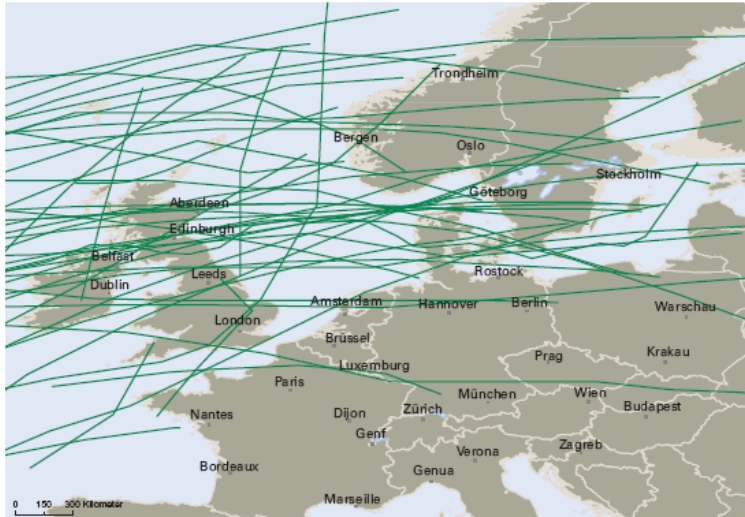 Trondheim
Bergen
Oslo
Stockholm
Göteborg
Aberdeen
Edinburgh
Belfast
Leeds
Dublin
Rostock
Amsterdam
Hannover
Berlin
Warschau
London
Brüssel
Luxemburg
Prag
Krakau
Paris
München
Wien
Nantes
Dijon
Zürich
Budapest
Genf
Verona
Zagreb
Bordeaux
Genua
Marseille
0 150 300 Kilometer